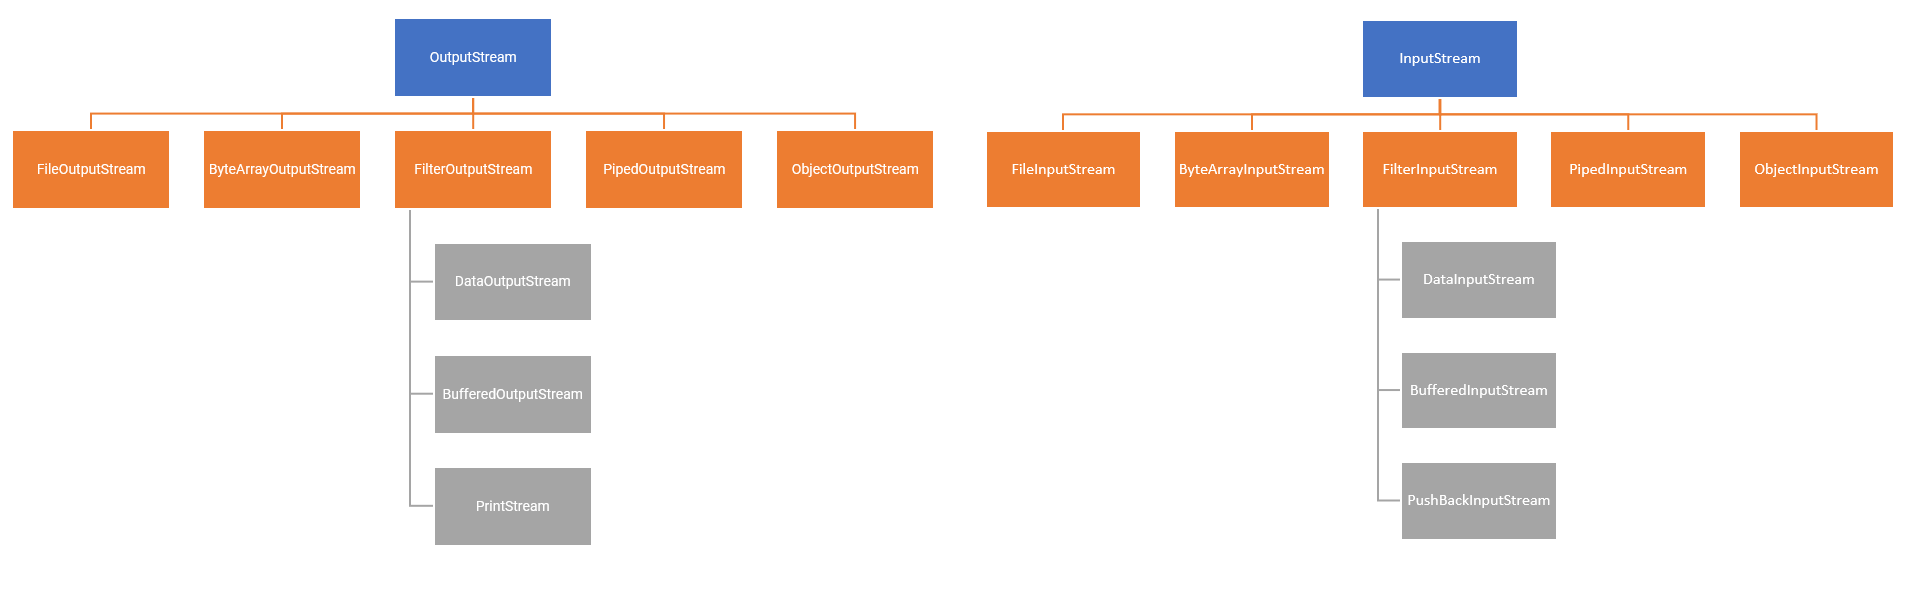 OutputStream
FileOutputStream
ByteArrayOutputStream
FilterOutputStream
PipedOutputStream
ObjectOutputStream
DataOutputStream
BufferedOutputStream
PrintStream
InputStream
FileInputStream
ByteArrayInputStream
FilterInputStream
PipedInputStream
ObjectInputStream
DataInputStream
BufferedInputStream
PushBackInputStream